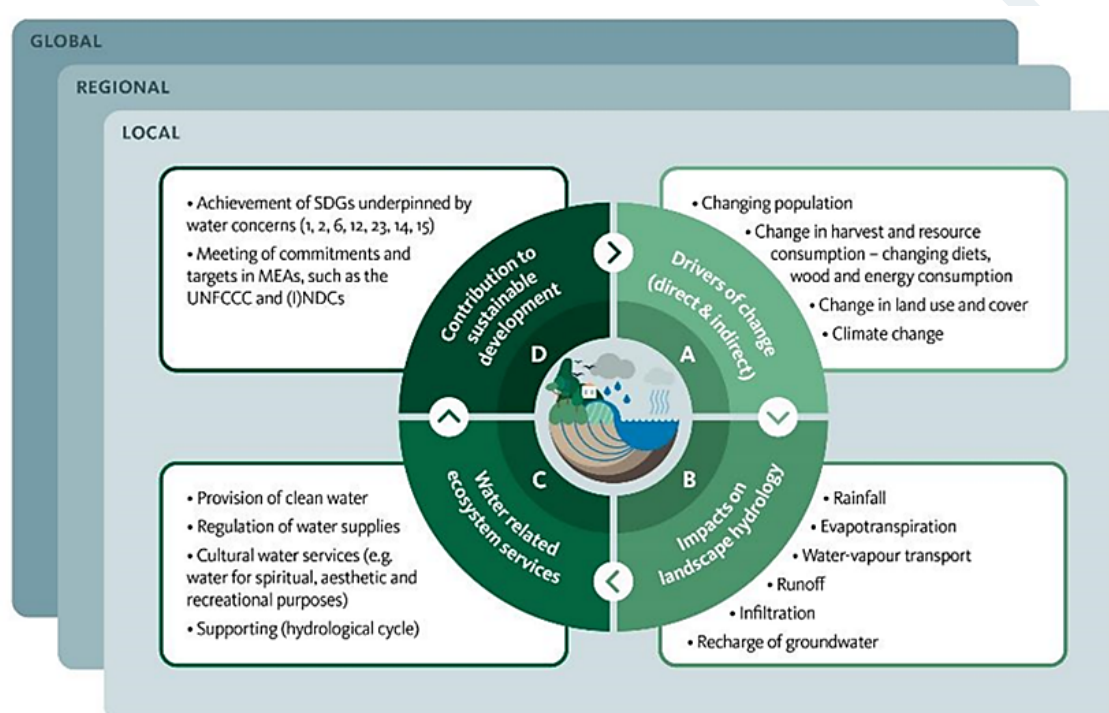 GLOBAL
REGIONAL
LOCAL
• Achievement of SDGs underpinned by
water concerns (1, 2, 6, 12, 23, 14, 15)
• Meeting of commitments and
targets in MEAs, such as the
UNFCCC and (I)NDCs
• Changing population
• Change in harvest and resource
consumption – changing diets,
wood and energy consumption
• Change in land use and cover
• Climate change
Contribution to
sustainable
development
D
Drivers of change
(direct & indirect)
A
• Provision of clean water
• Regulation of water supplies
• Cultural water services (e.g.
water for spiritual, aesthetic and
recreational purposes)
• Supporting (hydrological cycle)
C
Water related
ecosystem services
B
Impacts on
landscape hydrology
• Rainfall
• Evapotranspiration
• Water-vapour transport
• Runoff
• Infiltration
• Recharge of groundwater